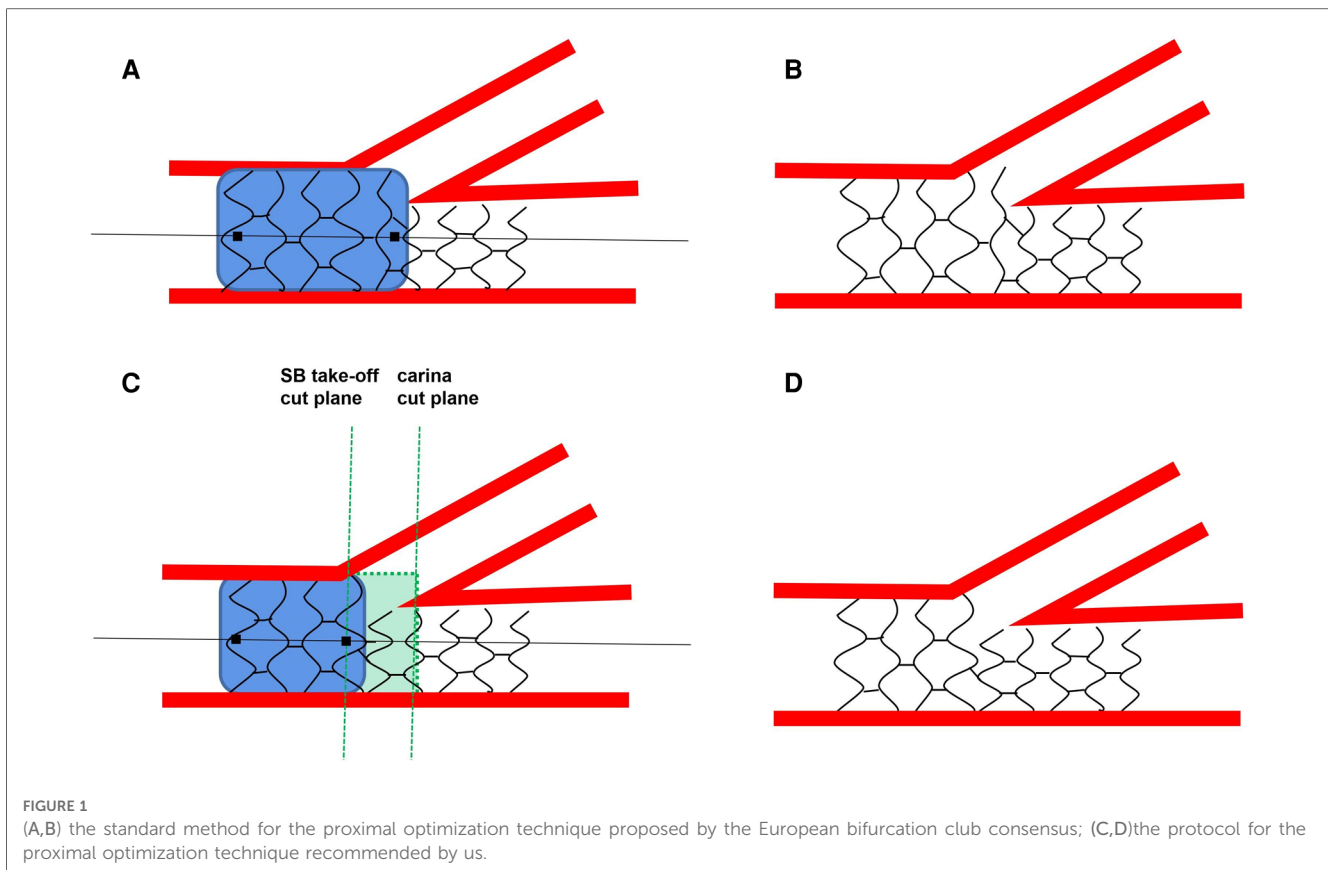 A
B
C
SB take-off
cut plane
carina
cut plane
D
FIGURE 1
(A,B) the standard method for the proximal optimization technique proposed by the European bifurcation club consensus; (C,D)the protocol for the
proximal optimization technique recommended by us.